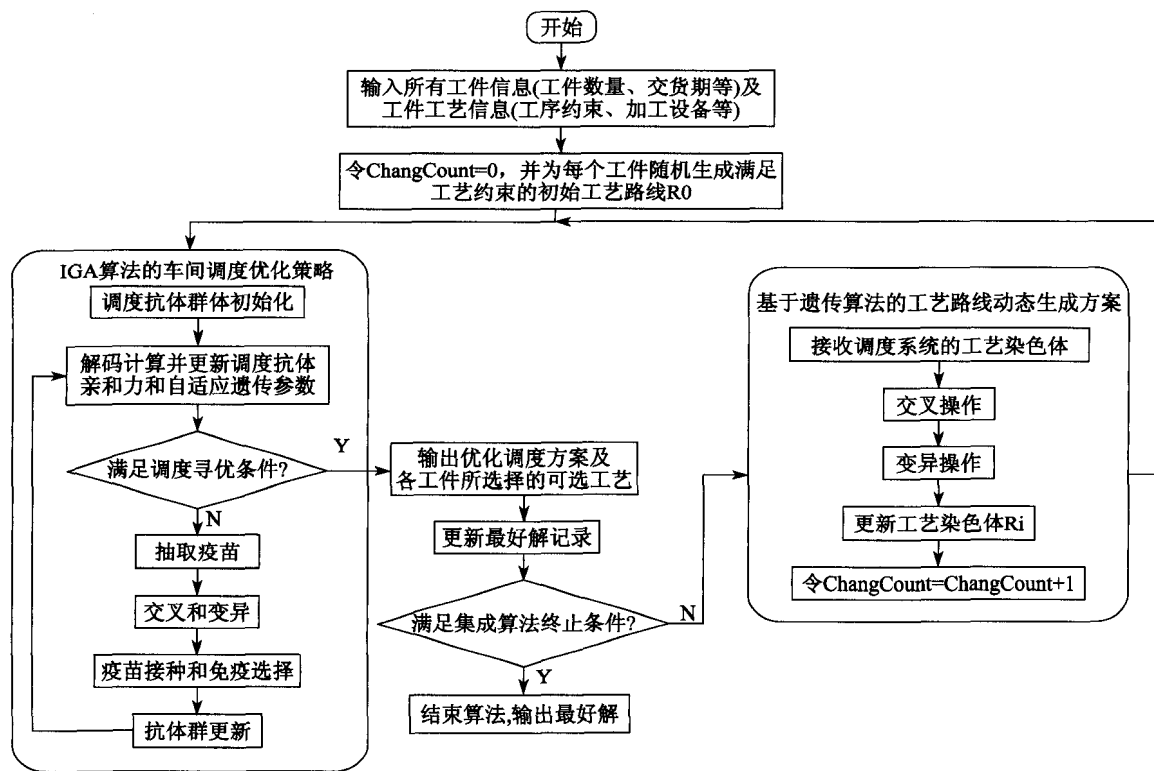 开始
输入所有工件信息(工件数量、交货期等)及
工件工艺信息(工序约束、加工设备等)
令ChangCount=0，并为每个工件随机生成满足
工艺约束的初始工艺路线R0
IGA算法的车间调度优化策略
调度抗体群体初始化
解码计算并更新调度抗体
亲和力和自适应遗传参数
满足调度寻优条件?
Y
N
抽取疫苗
交叉和变异
疫苗接种和免疫选择
抗体群更新
输出优化调度方案及
各工件所选择的可选工艺
更新最好解记录
满足集成算法终止条件?
N
Y
结束算法,输出最好解
基于遗传算法的工艺路线动态生成方案
接收调度系统的工艺染色体
交叉操作
变异操作
更新工艺染色体Ri
令ChangCount=ChangCount+1